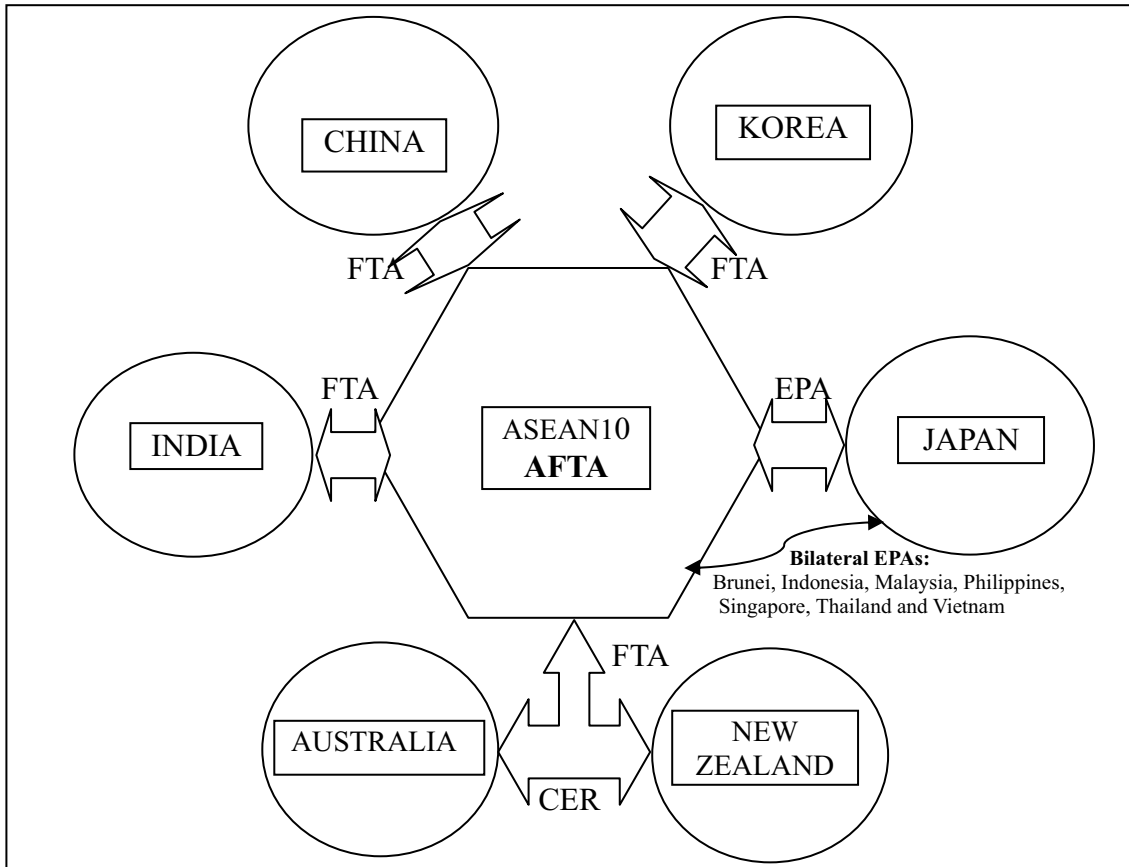 CHINA
KOREA
FTA
FTA
FTA
EPA
INDIA
ASEAN10
AFTA
JAPAN
Bilateral EPAs:
Brunei, Indonesia, Malaysia, Philippines,
Singapore, Thailand and Vietnam
FTA
AUSTRALIA
NEW
ZEALAND
CER